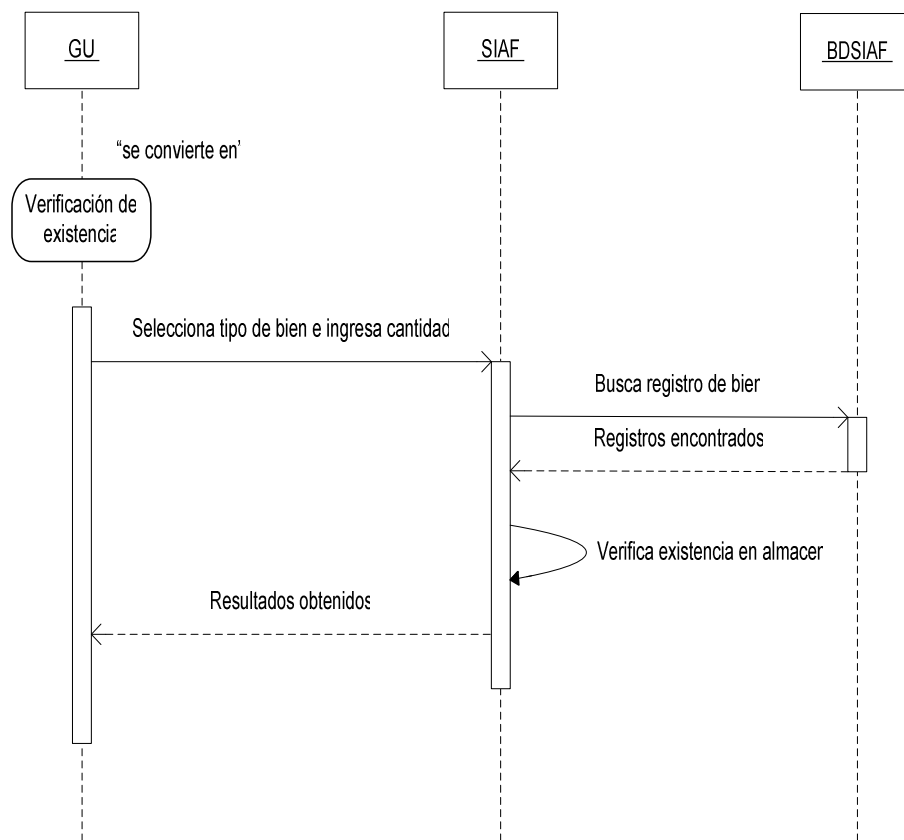 GU
SIAF
BDSIAF
“se convierte en’
Verificación de
existencia
Selecciona tipo de bien e ingresa cantidad
Busca registro de bier
Registros encontrados
Verifica existencia en almacer
Resultados obtenidos